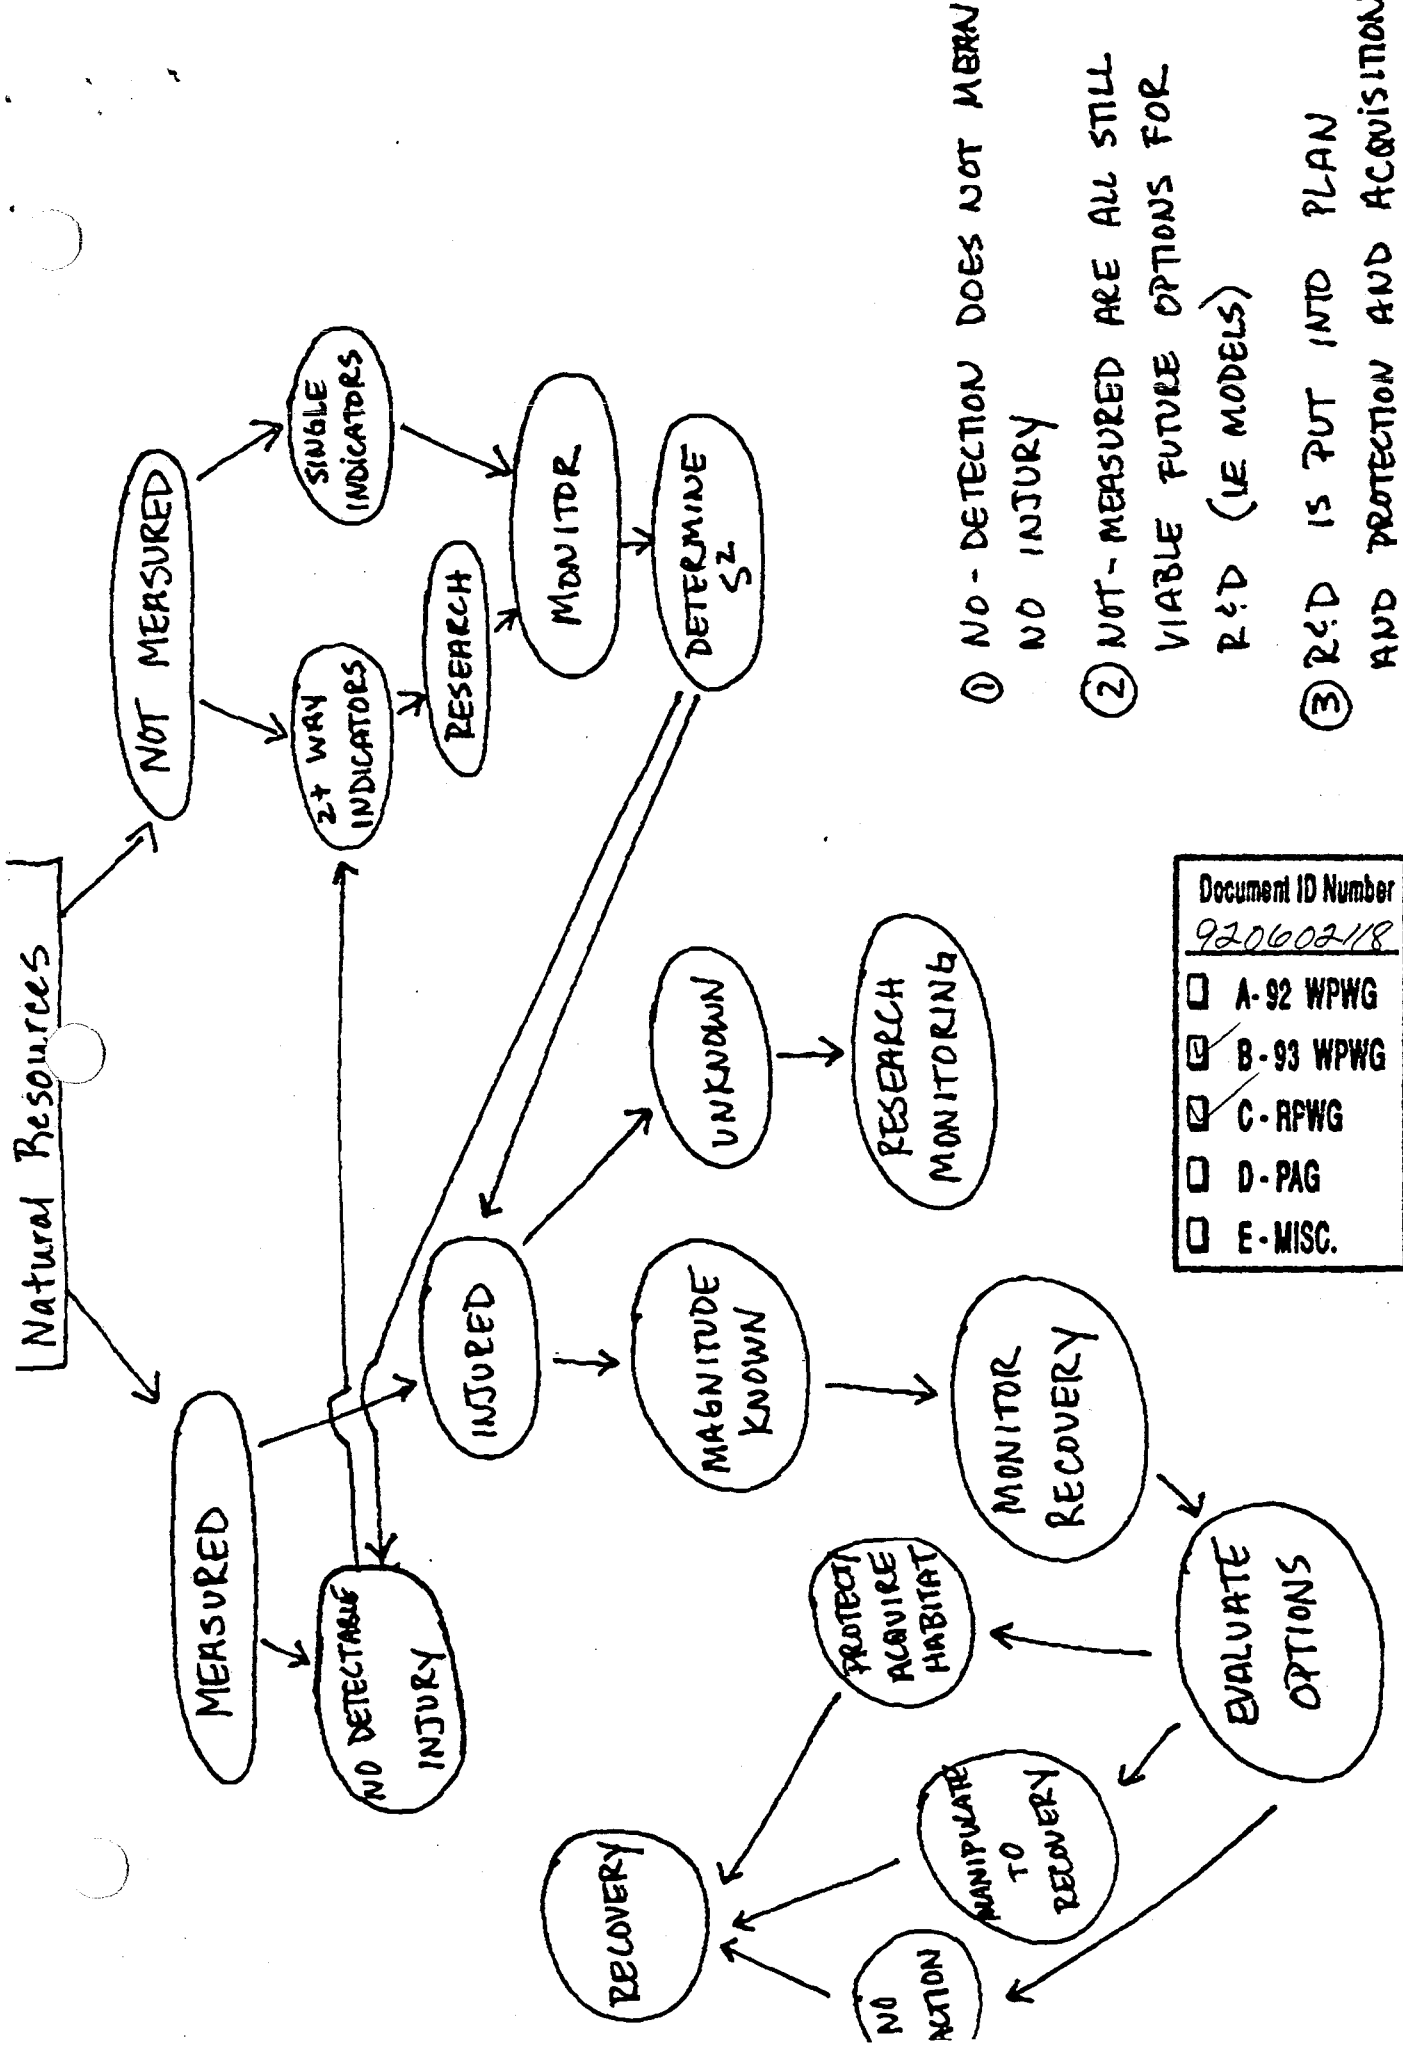 Natural Resources
MEASURED
NOT MEASURED
NO DETECTABLE
INJURY
INJURED
2+ WAY
INDICATORS
SINGLE
INDICATORS
RESEARCH
MONITOR
DETERMINE
S2
MAGNITUDE
KNOWN
UNKNOWN
RESEARCH
MONITORING
MONITOR
RECOVERY
EVALUATE
OPTIONS
PROTECT/
ACQUIRE
HABITAT
MANIPULATE
TO
RECOVERY
NO
ACTION
RECOVERY
① NO-DETECTION DOES NOT MEAN
NO INJURY
② NOT-MEASURED ARE ALL STILL
VIABLE FUTURE OPTIONS FOR
R&D (IE MODELS)
③ R&D IS PUT INTO PLAN
AND PROTECTION AND ACQUISITION
Document ID Number
920602118
A-92 WPWG
B-93 WPWG
C-RPWG
D-PAG
E-MISC.